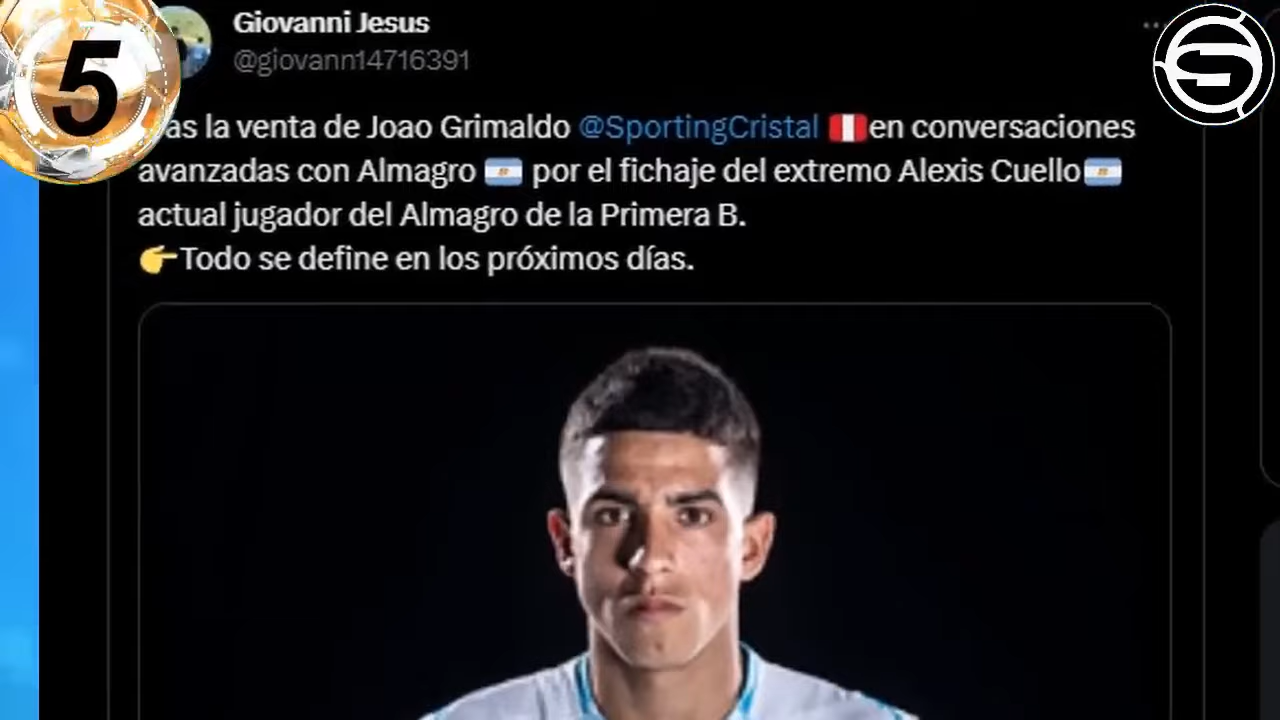 5
Giovanni Jesus
@giovann14716391
as la venta de Joao Grimaldo @SportingCristal 🇵🇪en conversaciones
avanzadas con Almagro 🇦🇷 por el fichaje del extremo Alexis Cuello🇦🇷
actual jugador del Almagro de la Primera B.
👉Todo se define en los próximos días.